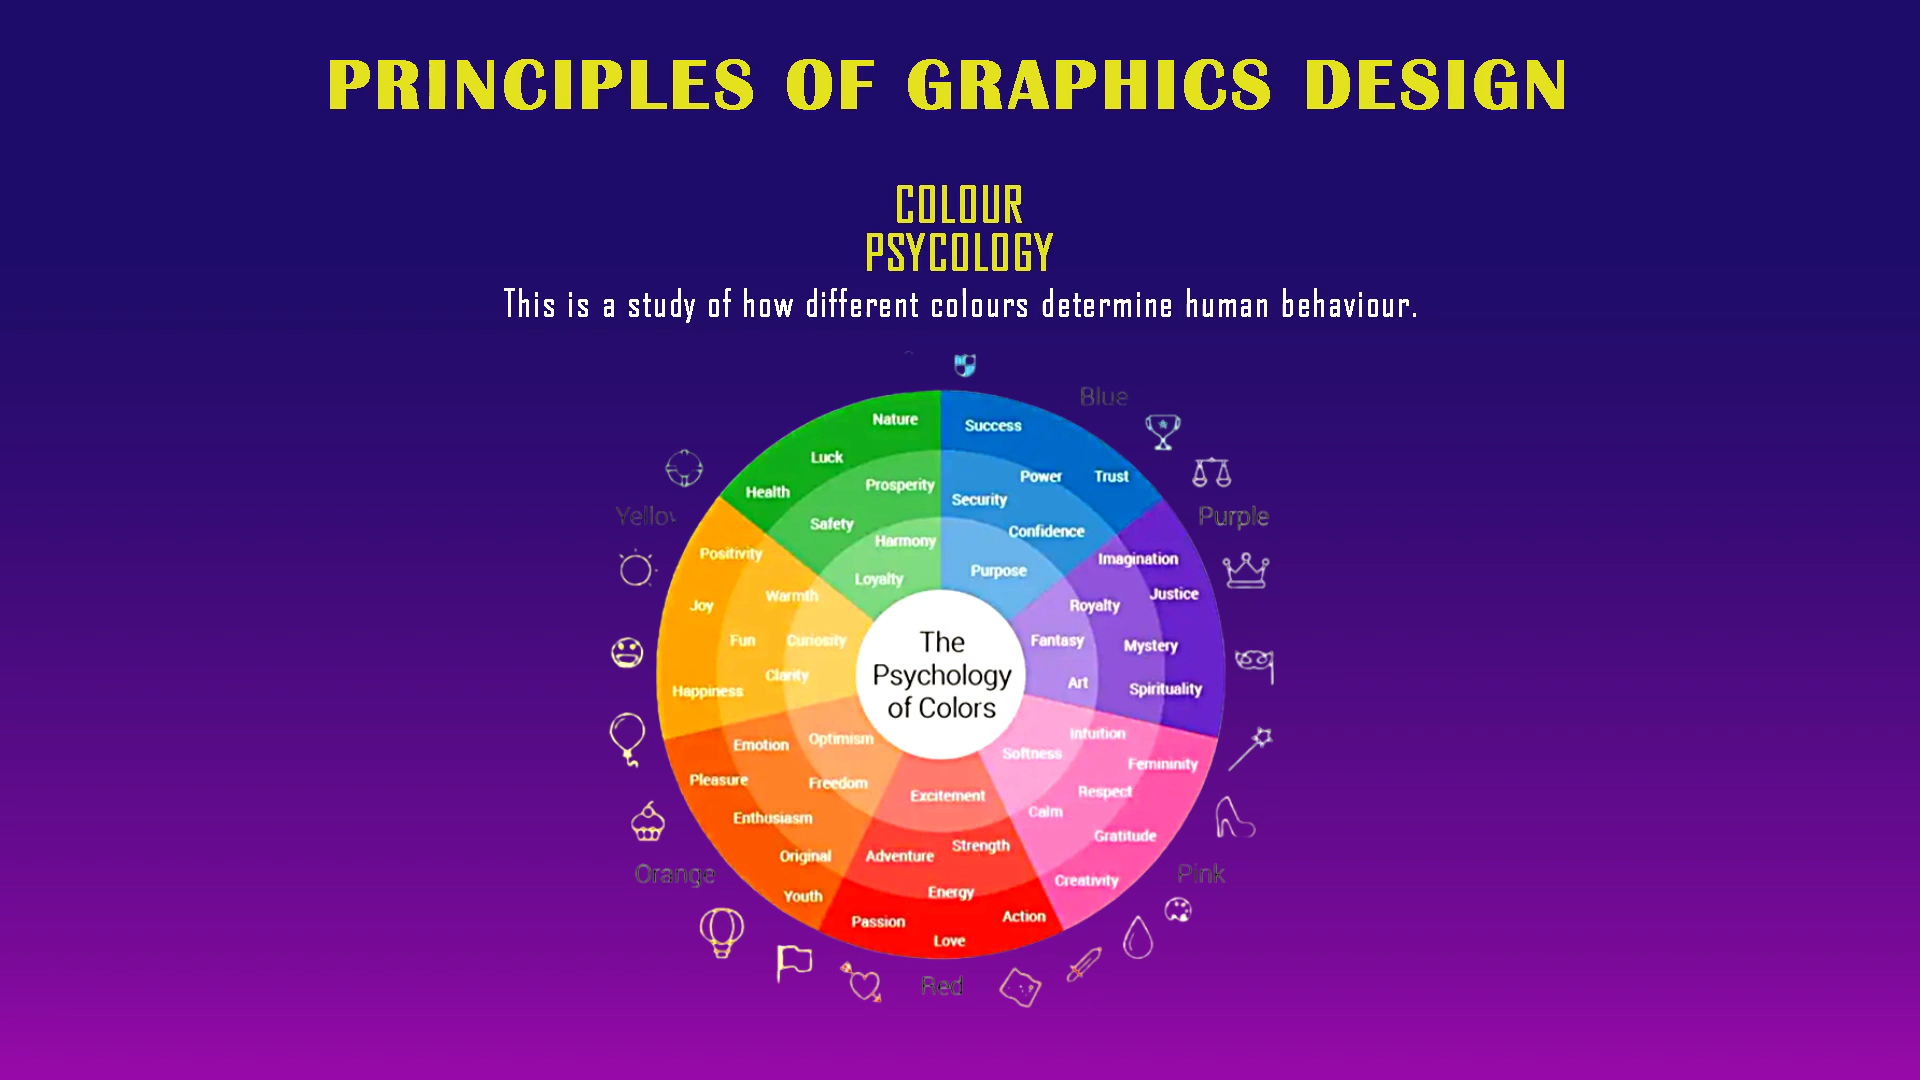 PRINCIPLES OF GRAPHICS DESIGN
COLOUR
PSYCOLOGY
This is a study of how different colours determine human behaviour.
Blue
Nature
Success
Luck
Power
Trust
Health
Prosperity
Security
Yellow
Purple
Safety
Confidence
Harmony
Positivity
Imagination
Loyalty
Purpose
Warmth
Justice
Joy
Royalty
Fun
Curiosity
Fantasy
Mystery
The
Psychology
of Colors
Clarity
Art
Happiness
Spirituality
Emotion
Optimism
Intuition
Softness
Femininity
Pleasure
Freedom
Excitement
Respect
Calm
Enthusiasm
Gratitude
Original
Adventure
Strength
Orange
Pink
Creativity
Youth
Energy
Passion
Action
Love
Red